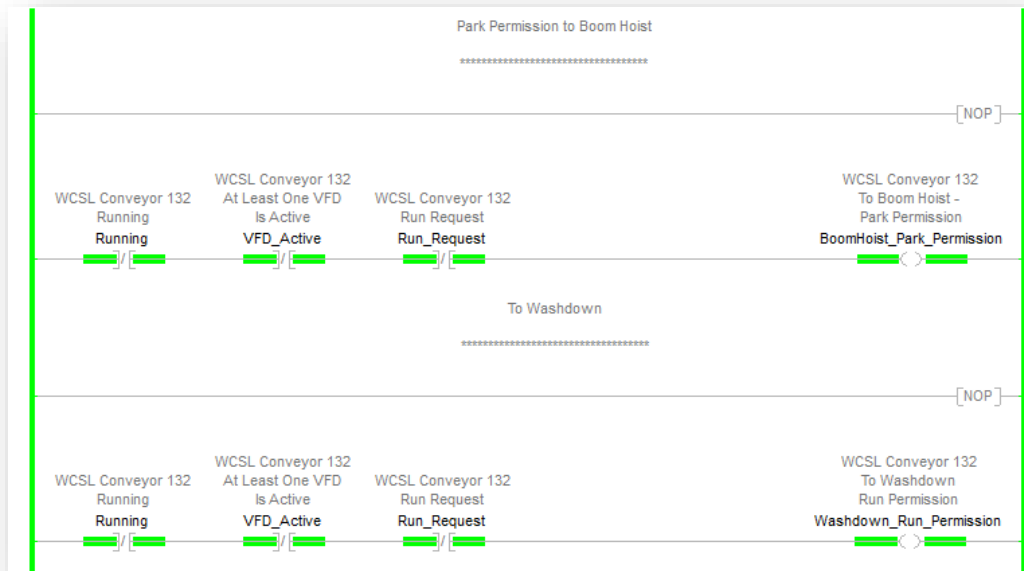 Park Permission to Boom Hoist
************************************
[NOP]
WCSL Conveyor 132
Running
Running
WCSL Conveyor 132
At Least One VFD
Is Active
VFD_Active
WCSL Conveyor 132
Run Request
Run_Request
WCSL Conveyor 132
To Boom Hoist -
Park Permission
BoomHoist_Park_Permission
To Washdown
************************************
[NOP]
WCSL Conveyor 132
Running
Running
WCSL Conveyor 132
At Least One VFD
Is Active
VFD_Active
WCSL Conveyor 132
Run Request
Run_Request
WCSL Conveyor 132
To Washdown
Run Permission
Washdown_Run_Permission